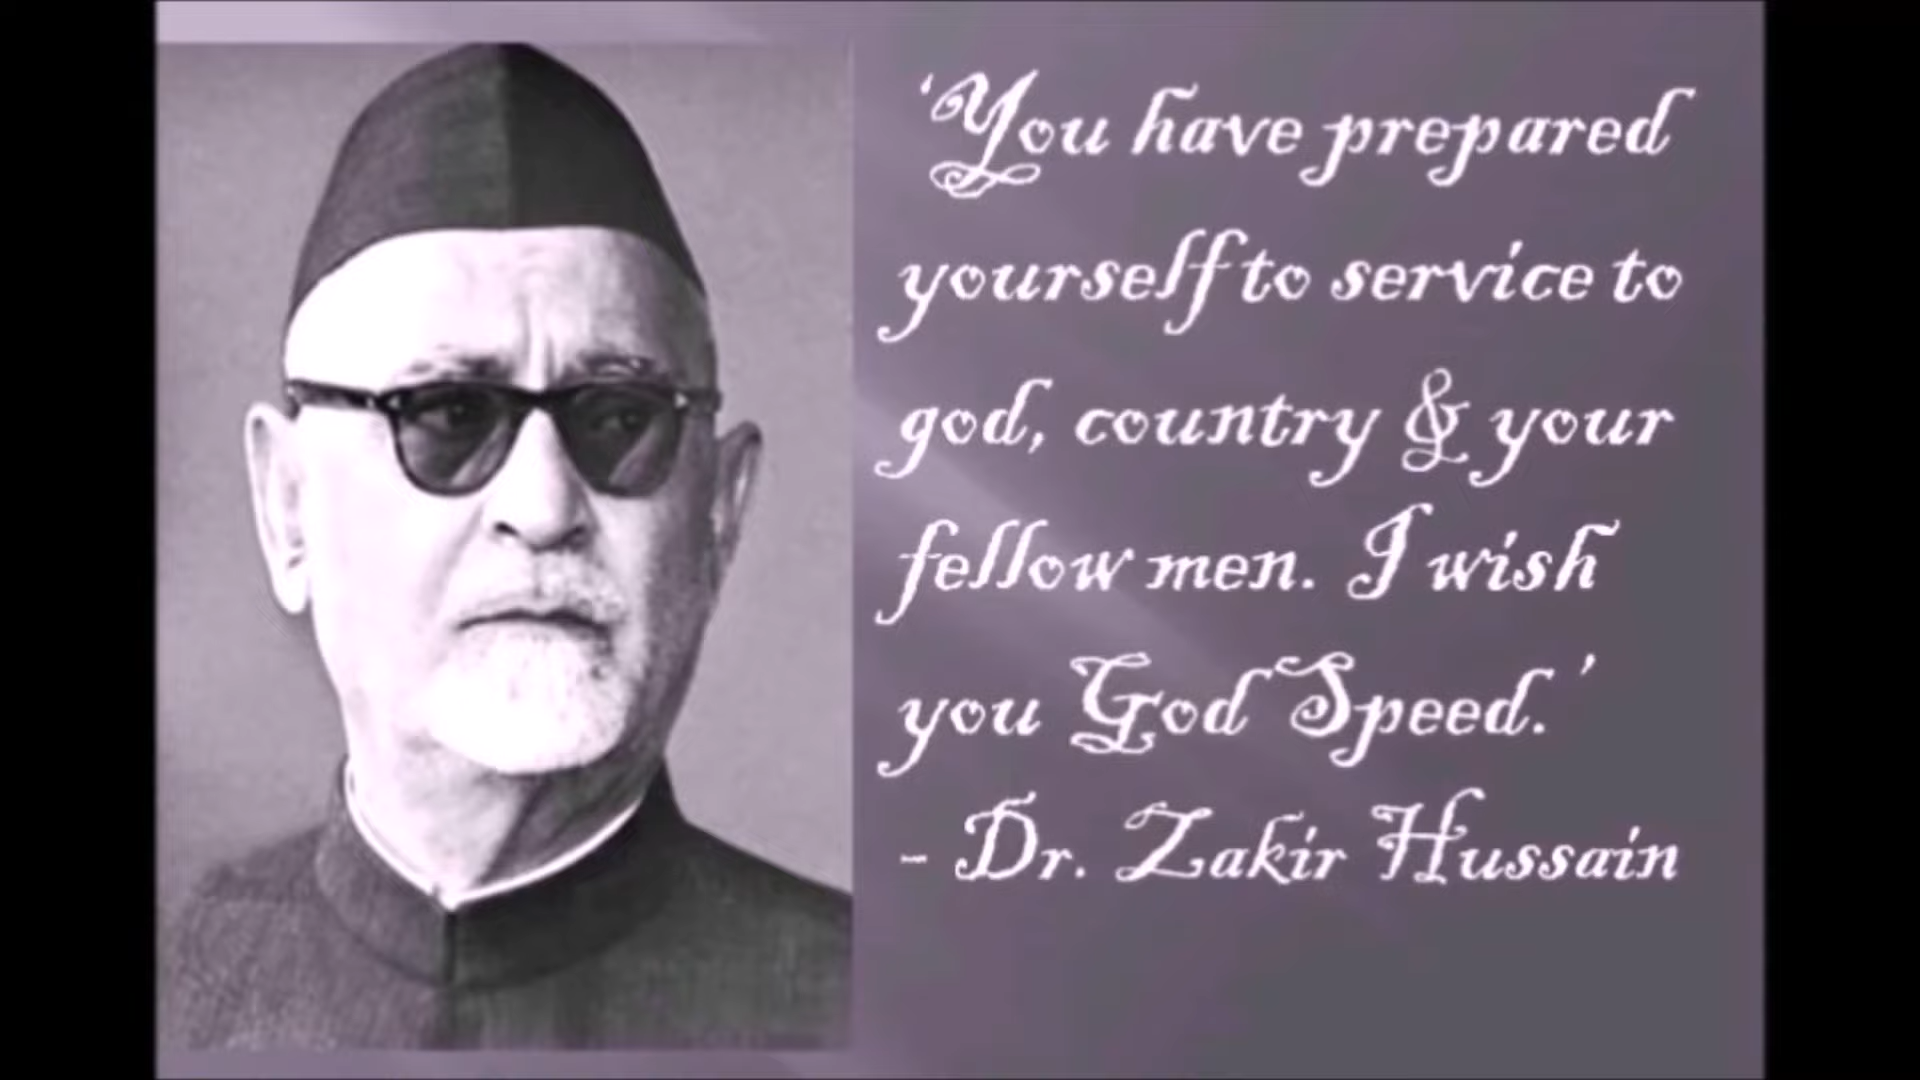 ‘You have prepared
yourself to service to
god, country & your
fellow men. I wish
you God Speed.’
- Dr. Zakir Hussain